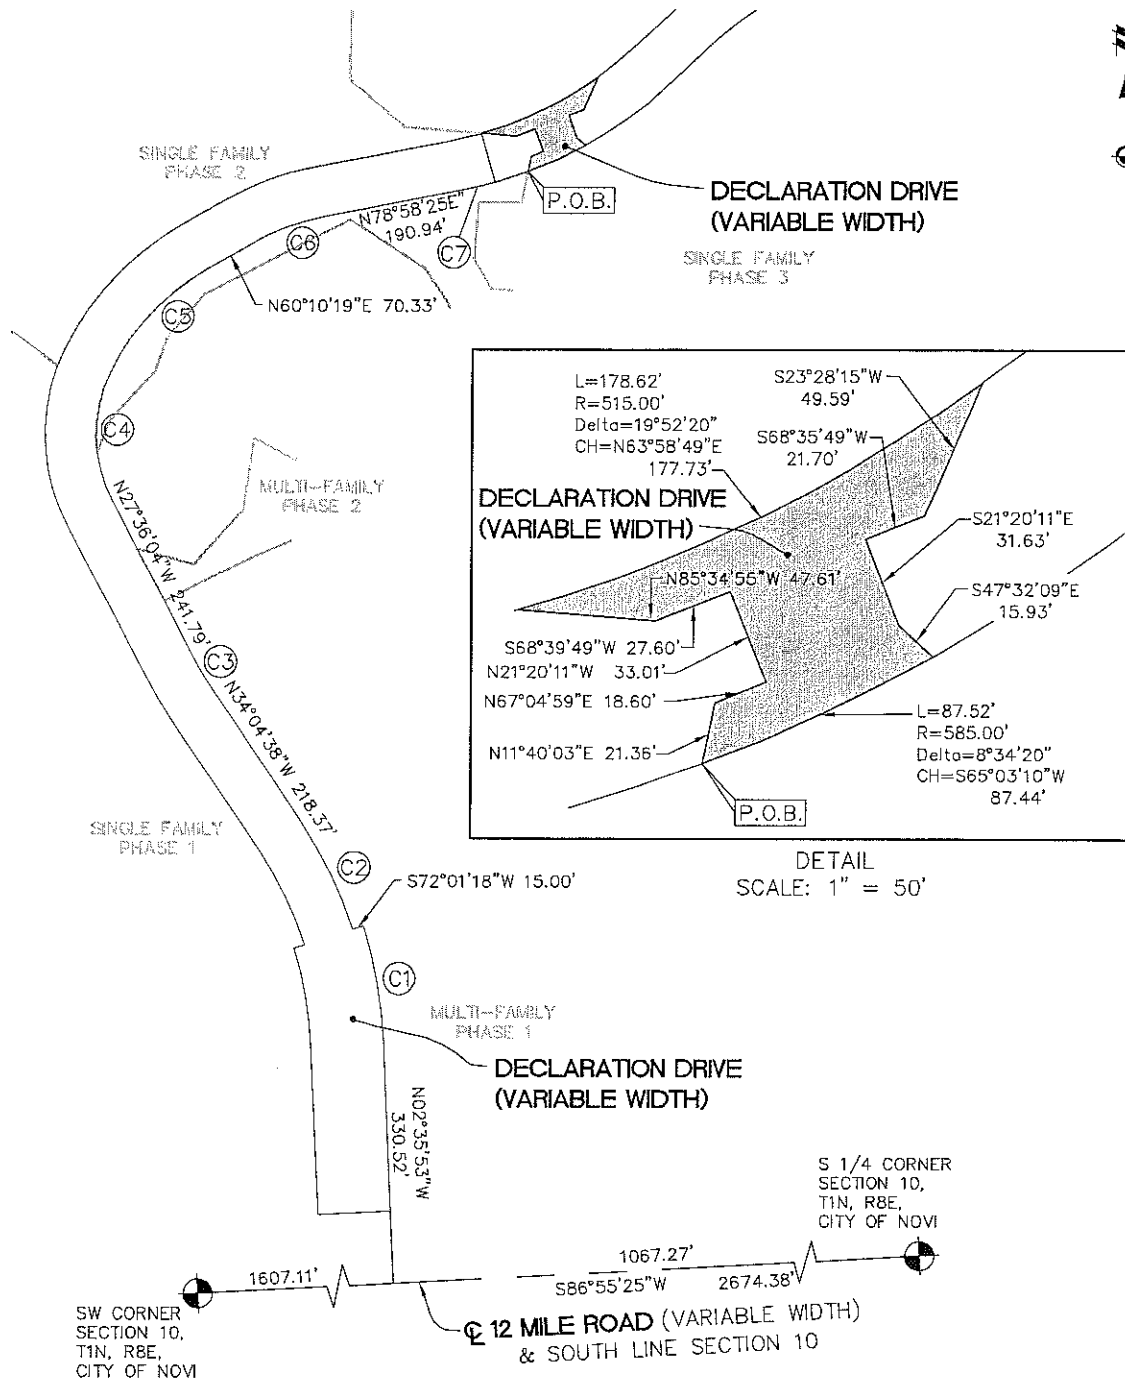 SINGLE FAMILY
PHASE 2
DECLARATION DRIVE
(VARIABLE WIDTH)
P.O.B.
N78°58'25E"
190.94'
C7
C6
SINGLE FAMILY
PHASE 3
N60°10'19"E 70.33'
C5
C4
MULTI-FAMILY
PHASE 2
N27°36'04"W 241.79'
C3
N34°04'38"W 218.37'
L=178.62'
R=515.00'
Delta=19°52'20"
CH=N63°58'49"E
177.73'
S23°28'15"W
49.59'
S68°35'49"W
21.70'
DECLARATION DRIVE
(VARIABLE WIDTH)
S21°20'11"E
31.63'
N85°34'55"W 47.61'
S47°32'09"E
15.93'
S68°39'49"W 27.60'
N21°20'11"W 33.01'
N67°04'59"E 18.60'
N11°40'03"E 21.36'
L=87.52'
R=585.00'
Delta=8°34'20"
CH=S65°03'10"W
87.44'
P.O.B.
DETAIL
SCALE: 1" = 50'
SINGLE FAMILY
PHASE 1
C2
S72°01'18"W 15.00'
C1
MULTI-FAMILY
PHASE 1
DECLARATION DRIVE
(VARIABLE WIDTH)
N02°35'53"W
330.52'
S 1/4 CORNER
SECTION 10,
T1N, R8E,
CITY OF NOVI
1607.11'
1067.27'
S86°55'25"W 2674.38'
SW CORNER
SECTION 10,
T1N, R8E,
CITY OF NOVI
℄ 12 MILE ROAD (VARIABLE WIDTH)
& SOUTH LINE SECTION 10